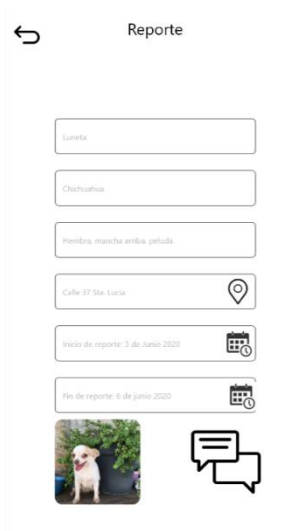 Reporte
Luneta
Chichuahua
Hembra, mancha arriba, peluda
Calle 37 Sta. Lucia
Inicio de reporte: 3 de Junio 2020
Fin de reporte: 6 de junio 2020